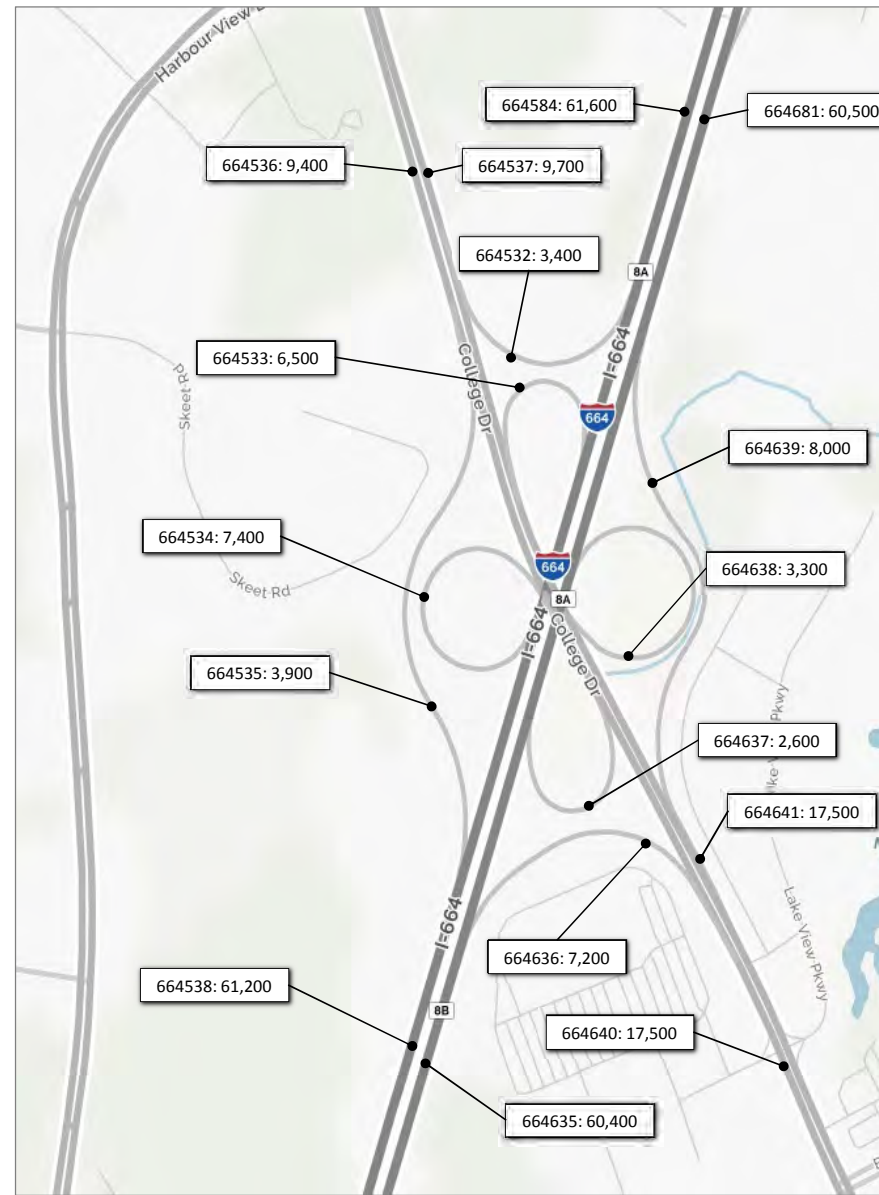 Harbour View
664584: 61,600
664681: 60,500
664536: 9,400
664537: 9,700
664532: 3,400
8A
I-664
664533: 6,500
College Dr
Skeet Rd
664
664639: 8,000
664534: 7,400
664
664638: 3,300
Skeet Rd
8A
I-664
College Dr
664535: 3,900
Pkwy
664637: 2,600
664641: 17,500
I-664
Lake View Pkwy
664636: 7,200
664538: 61,200
8B
664640: 17,500
664635: 60,400